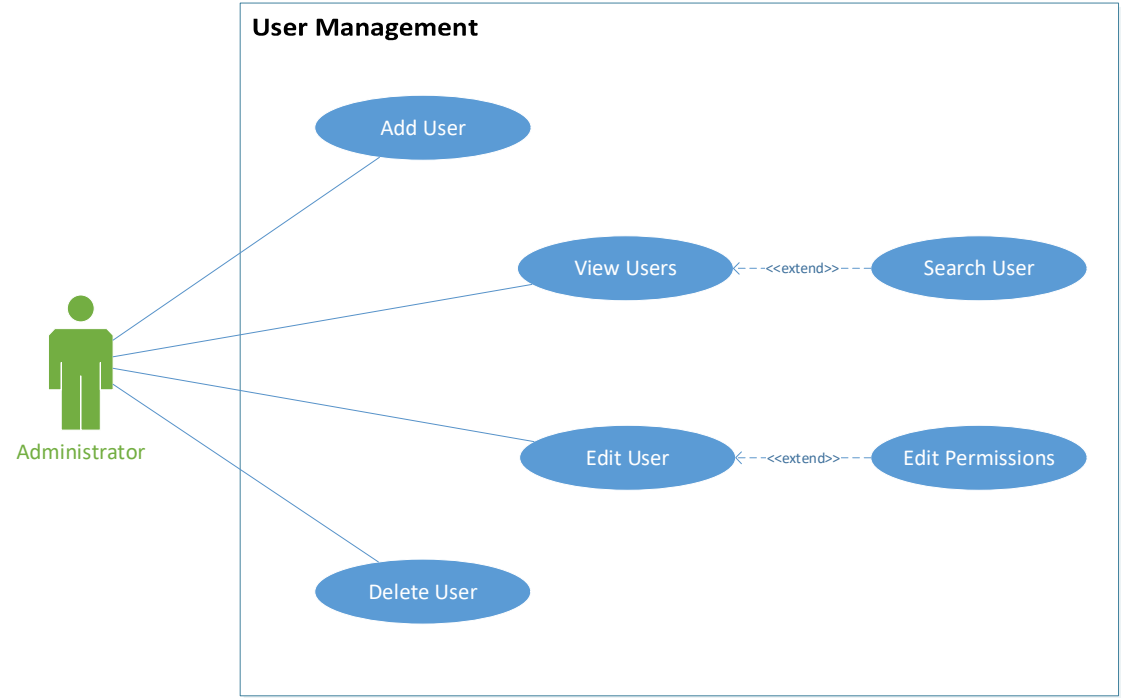 User Management
Add User
View Users
<<extend>>
Search User
Administrator
Edit User
<<extend>>
Edit Permissions
Delete User